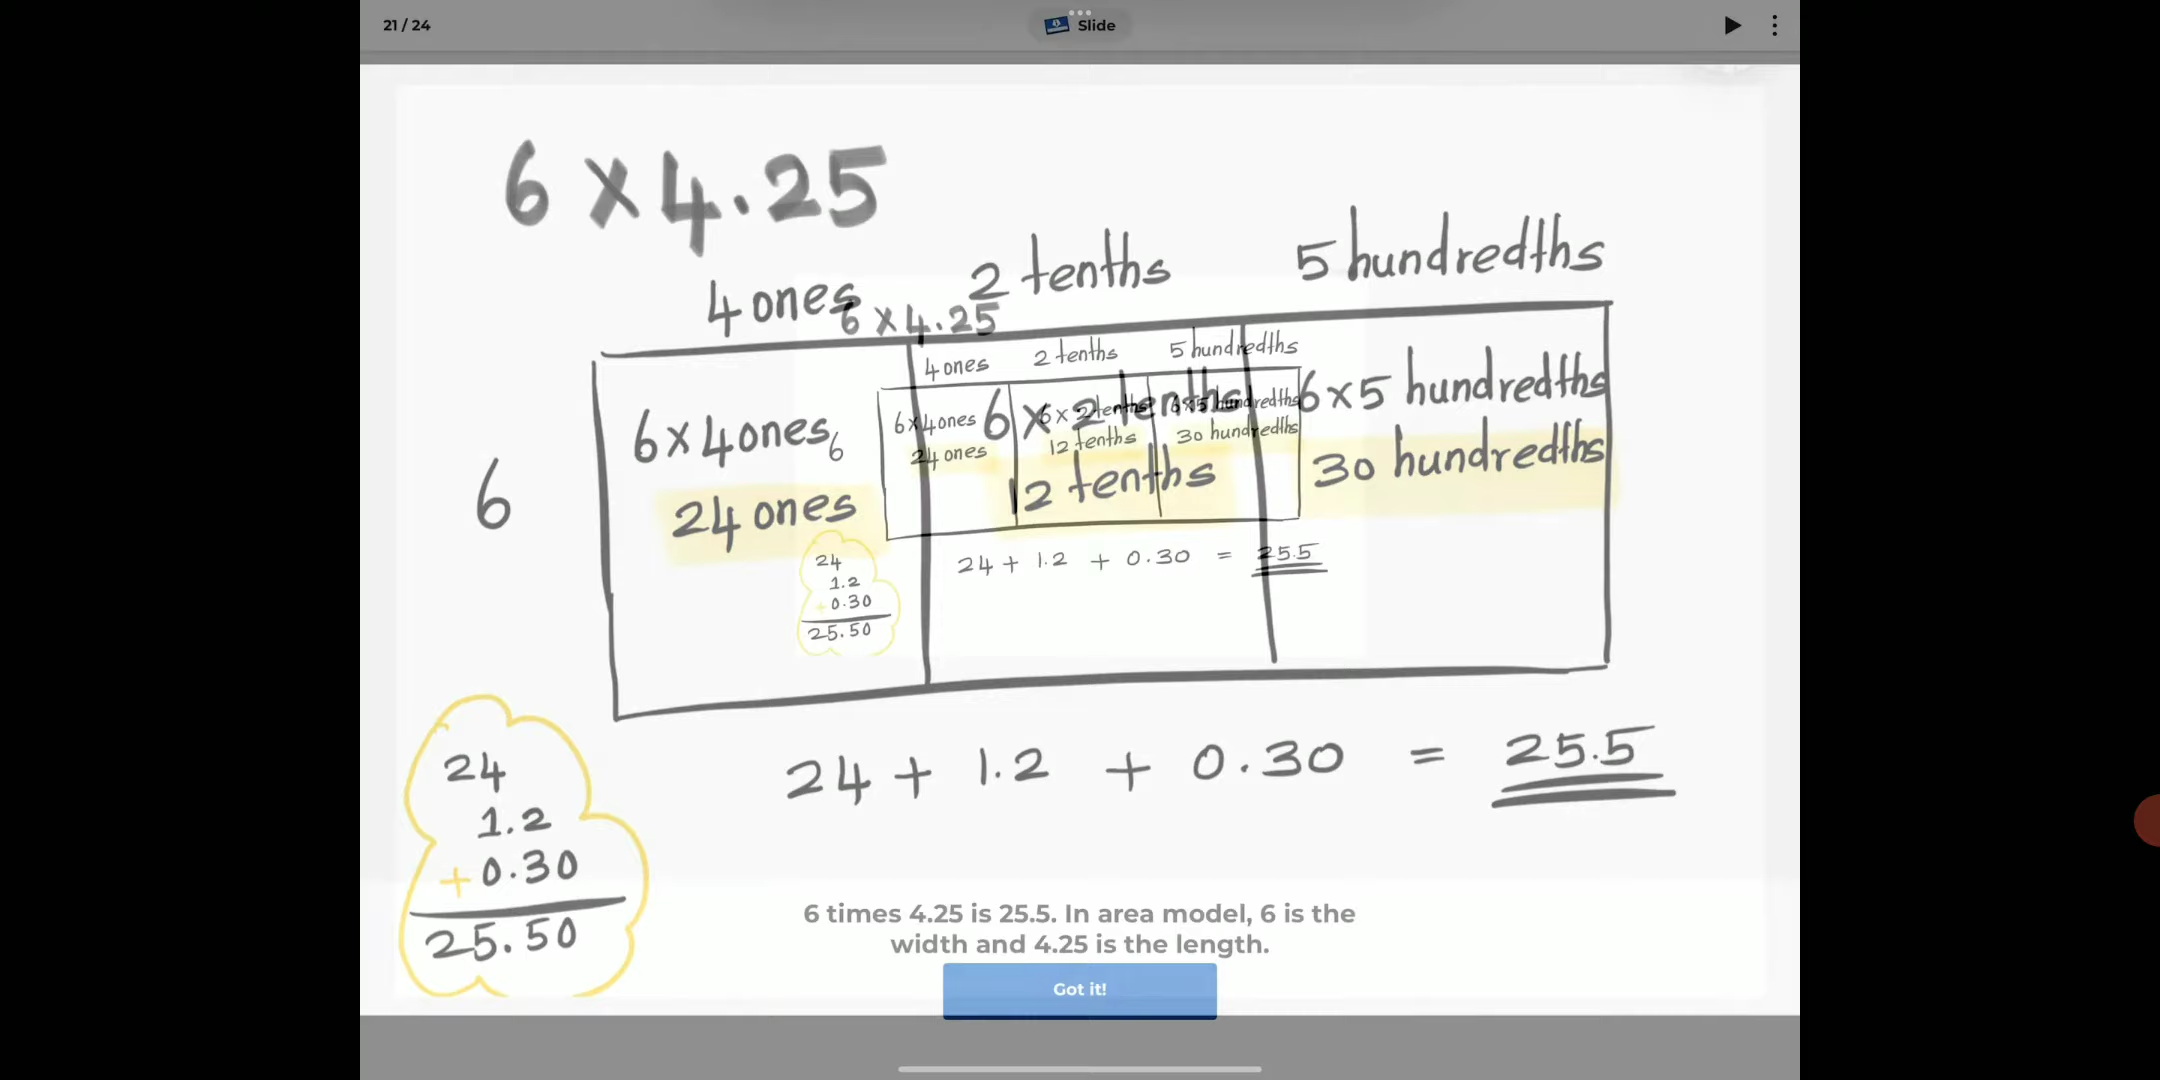 21 / 24
Slide
6 × 4.25
4 ones 2 tenths 5 hundredths
6
6 × 4 ones 6 × 2 tenths 6 × 5 hundredths
24 ones 12 tenths 30 hundredths
24 + 1.2 + 0.30 = 25.5
24
1.2
+ 0.30
25.50
6 × 4.25
4 ones 2 tenths 5 hundredths
6
6 × 4 ones 6 × 2 tenths 6 × 5 hundredths
24 ones 12 tenths 30 hundredths
24 + 1.2 + 0.30 = 25.5
24
1.2
+ 0.30
25.50
6 times 4.25 is 25.5. In area model, 6 is the
width and 4.25 is the length.
Got it!